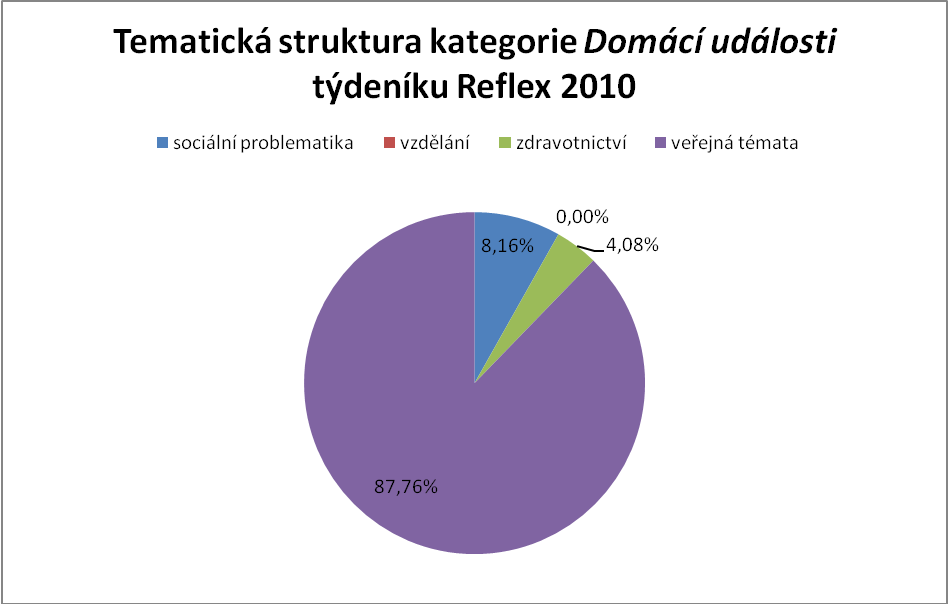 Tematická struktura kategorie Domácí události
týdeníku Reflex 2010
sociální problematika vzdělání zdravotnictví veřejná témata
0,00%
8,16%
4,08%
87,76%